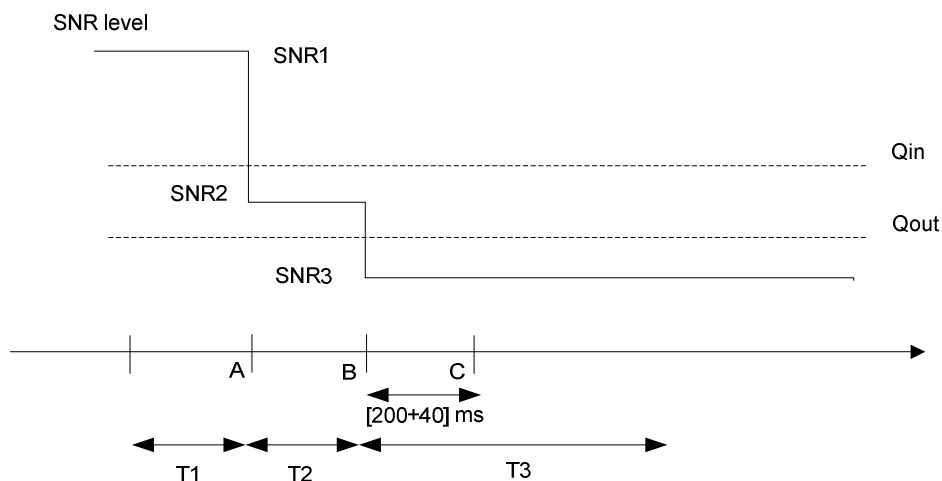 SNR level
SNR1
Qin
SNR2
Qout
SNR3
A
B
C
[200+40] ms
T1
T2
T3